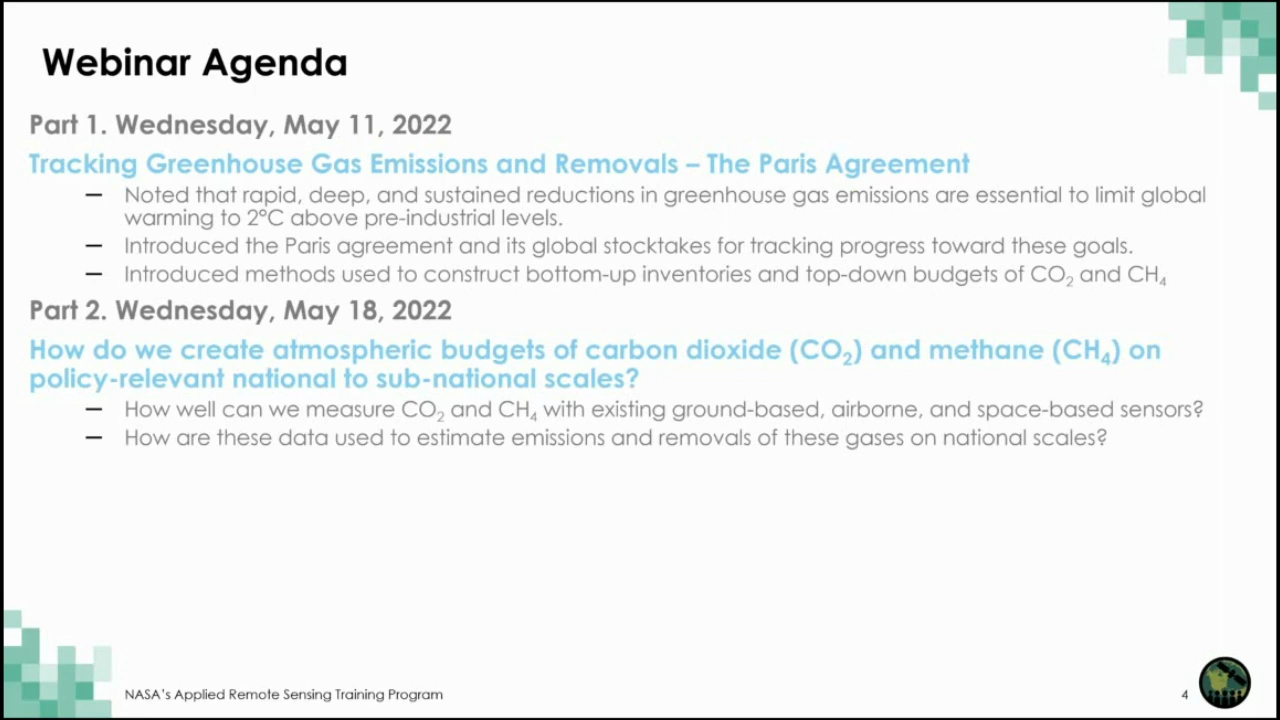 Webinar Agenda
Part 1. Wednesday, May 11, 2022
Tracking Greenhouse Gas Emissions and Removals – The Paris Agreement
– Noted that rapid, deep, and sustained reductions in greenhouse gas emissions are essential to limit global
warming to 2°C above pre-industrial levels.
– Introduced the Paris agreement and its global stocktakes for tracking progress toward these goals.
– Introduced methods used to construct bottom-up inventories and top-down budgets of CO₂ and CH₄
Part 2. Wednesday, May 18, 2022
How do we create atmospheric budgets of carbon dioxide (CO₂) and methane (CH₄) on
policy-relevant national to sub-national scales?
– How well can we measure CO₂ and CH₄ with existing ground-based, airborne, and space-based sensors?
– How are these data used to estimate emissions and removals of these gases on national scales?
NASA's Applied Remote Sensing Training Program
4